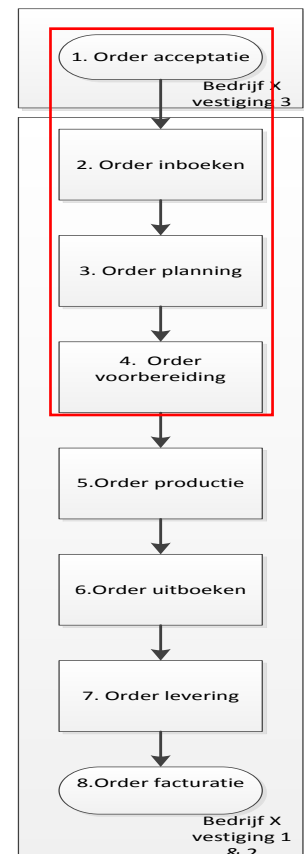 1. Order acceptatie
Bedrijf X
vestiging 3
2. Order inboeken
3. Order planning
4. Order
voorbereiding
5.Order productie
6.Order uitboeken
7. Order levering
8.Order facturatie
Bedrijf X
vestiging 1
& 2